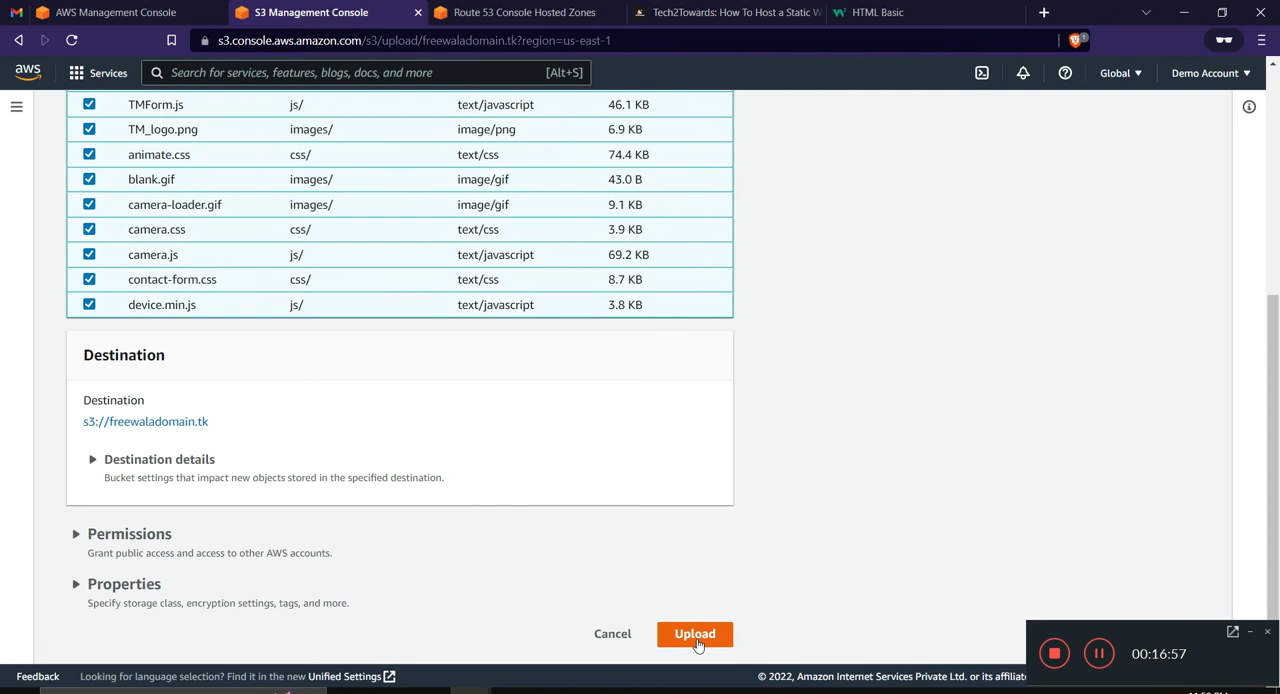 AWS Management Console
S3 Management Console
Route 53 Console Hosted Zones
Tech2Towards: How To Host a Static W
HTML Basic
s3.console.aws.amazon.com/s3/upload/freewaladomain.tk?region=us-east-1
1
aws
Services
Search for services, features, blogs, docs, and more
[Alt+S]
Global
Demo Account
TMForm.js js/ text/javascript 46.1 KB
TM_logo.png images/ image/png 6.9 KB
animate.css css/ text/css 74.4 KB
blank.gif images/ image/gif 43.0 B
camera-loader.gif images/ image/gif 9.1 KB
camera.css css/ text/css 3.9 KB
camera.js js/ text/javascript 69.2 KB
contact-form.css css/ text/css 8.7 KB
device.min.js js/ text/javascript 3.8 KB
Destination
Destination
s3://freewaladomain.tk
Destination details
Bucket settings that impact new objects stored in the specified destination.
Permissions
Grant public access and access to other AWS accounts.
Properties
Specify storage class, encryption settings, tags, and more.
Cancel
Upload
00:16:57
Feedback
Looking for language selection? Find it in the new Unified Settings
© 2022, Amazon Internet Services Private Ltd. or its affiliate